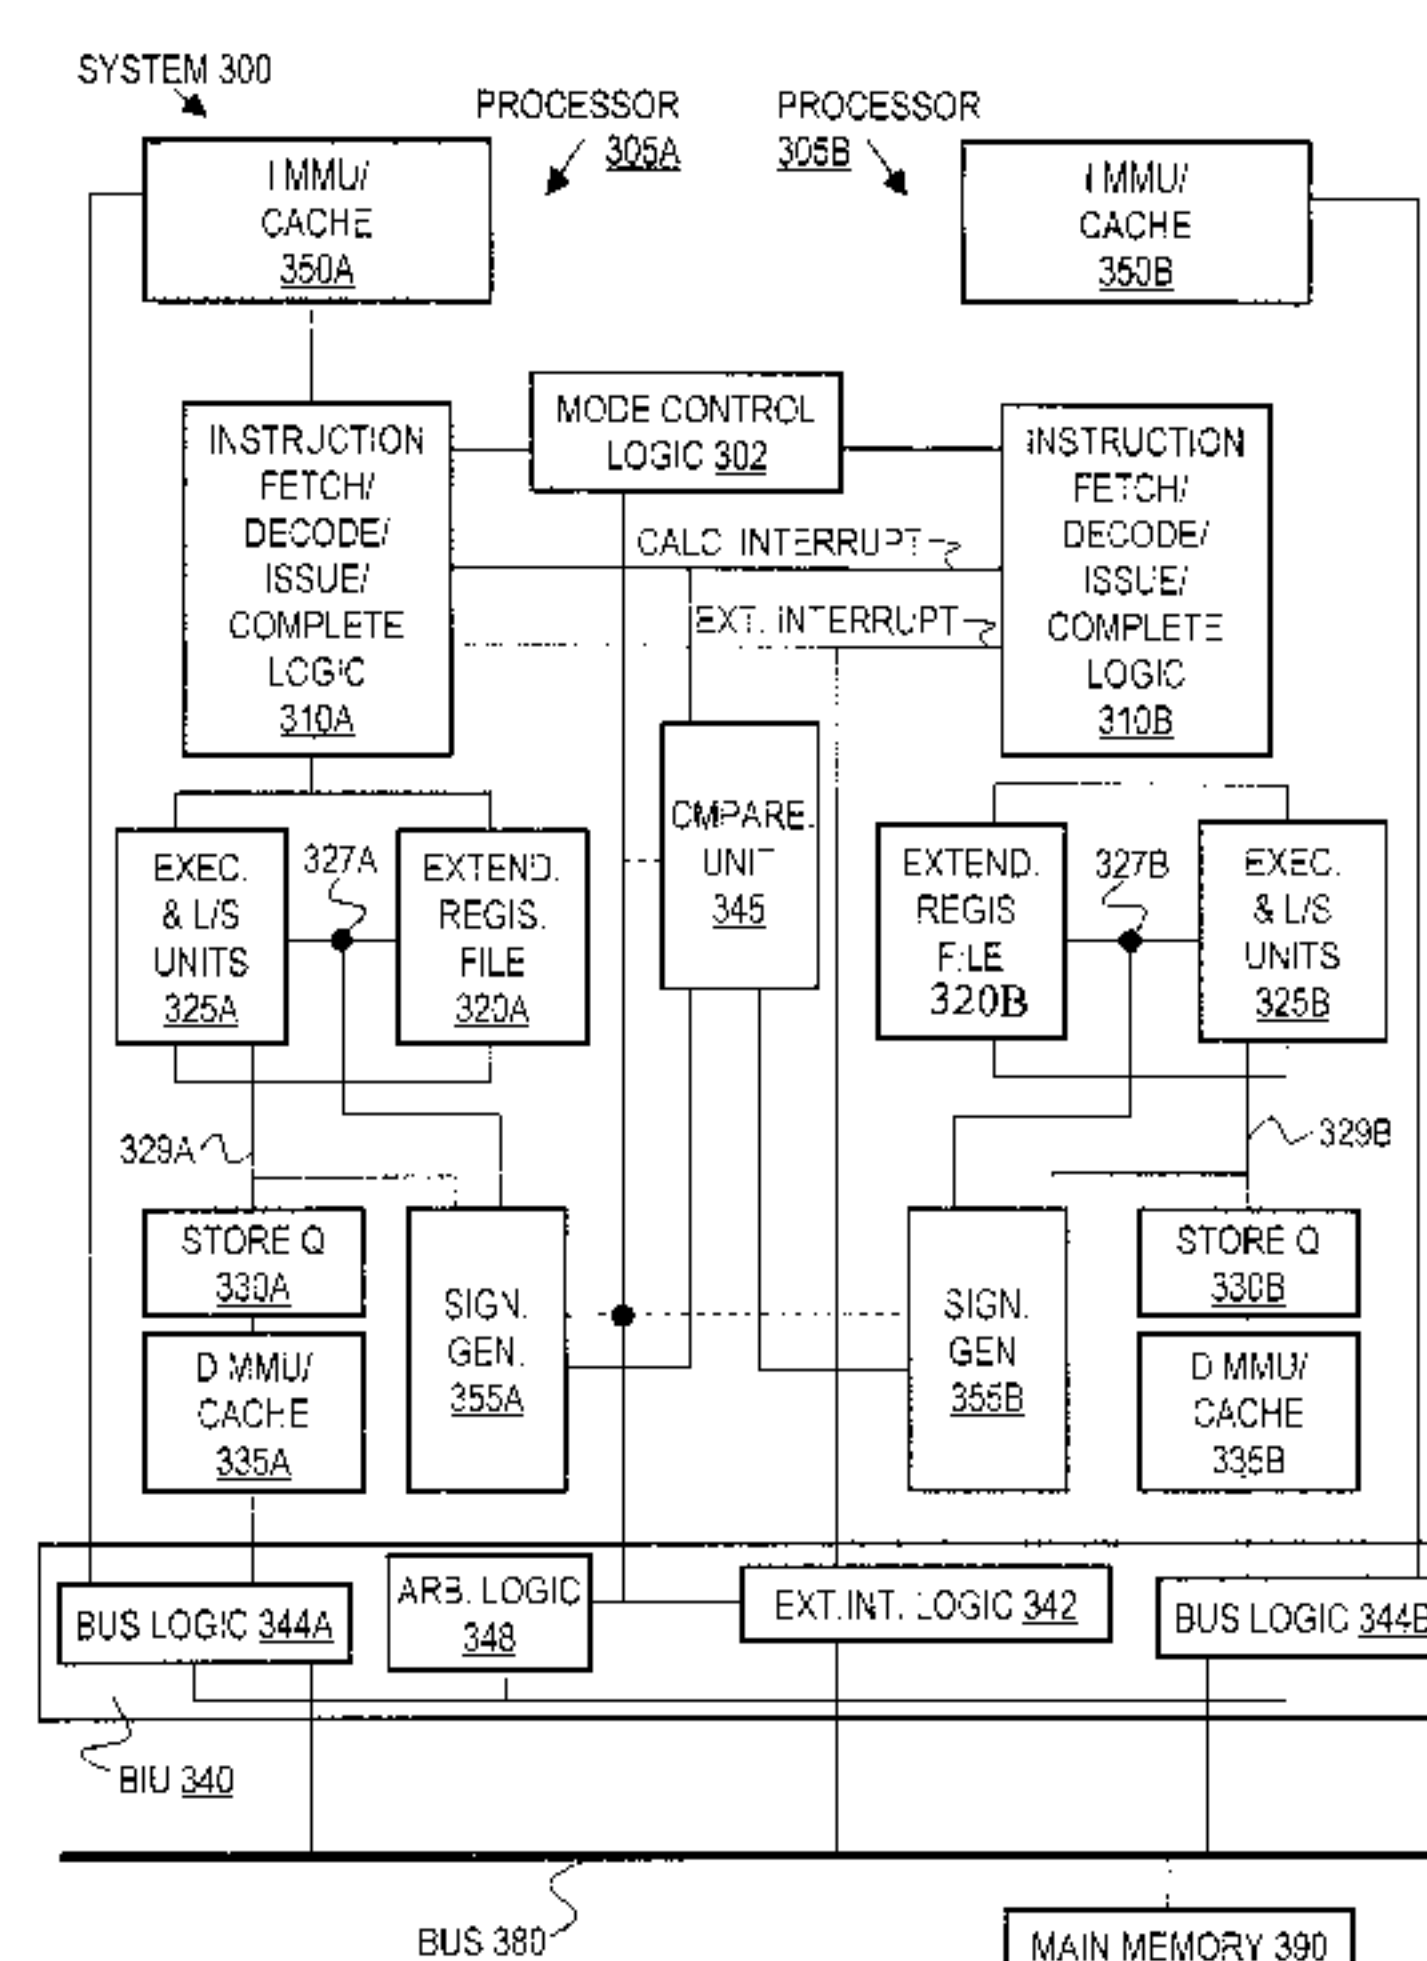 SYSTEM 300
PROCESSOR
305A
PROCESSOR
305B
I MMU/
CACHE
350A
I MMU/
CACHE
350B
MODE CONTROL
LOGIC 302
INSTRUCTION
FETCH/
DECODE/
ISSUE/
COMPLETE
LOGIC
310A
INSTRUCTION
FETCH/
DECODE/
ISSUE/
COMPLETE
LOGIC
310B
CALC. INTERRUPT
EXT. INTERRUPT
CMPARE.
UNIT
345
EXEC.
& L/S
UNITS
325A
327A
EXTEND.
REGIS.
FILE
320A
EXTEND.
REGIS
FILE
320B
327B
EXEC.
& L/S
UNITS
325B
329A
329B
STORE Q
330A
SIGN.
GEN.
355A
SIGN.
GEN
355B
STORE Q
330B
D MMU/
CACHE
335A
D MMU/
CACHE
335B
BUS LOGIC 344A
ARB. LOGIC
348
EXT.INT. LOGIC 342
BUS LOGIC 344B
BIU 340
BUS 380
MAIN MEMORY 390